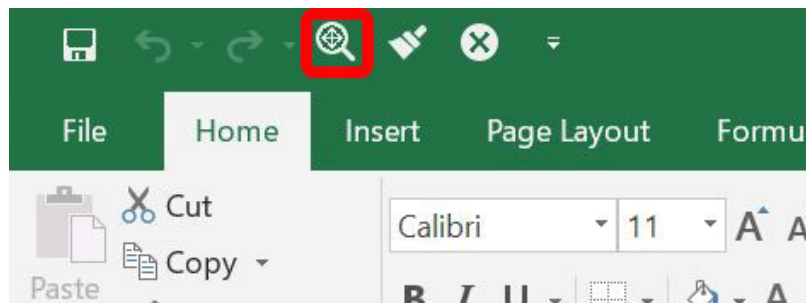 File Home Insert Page Layout Formu
Cut
Calibri 11 A A
Copy
Paste
B I U A